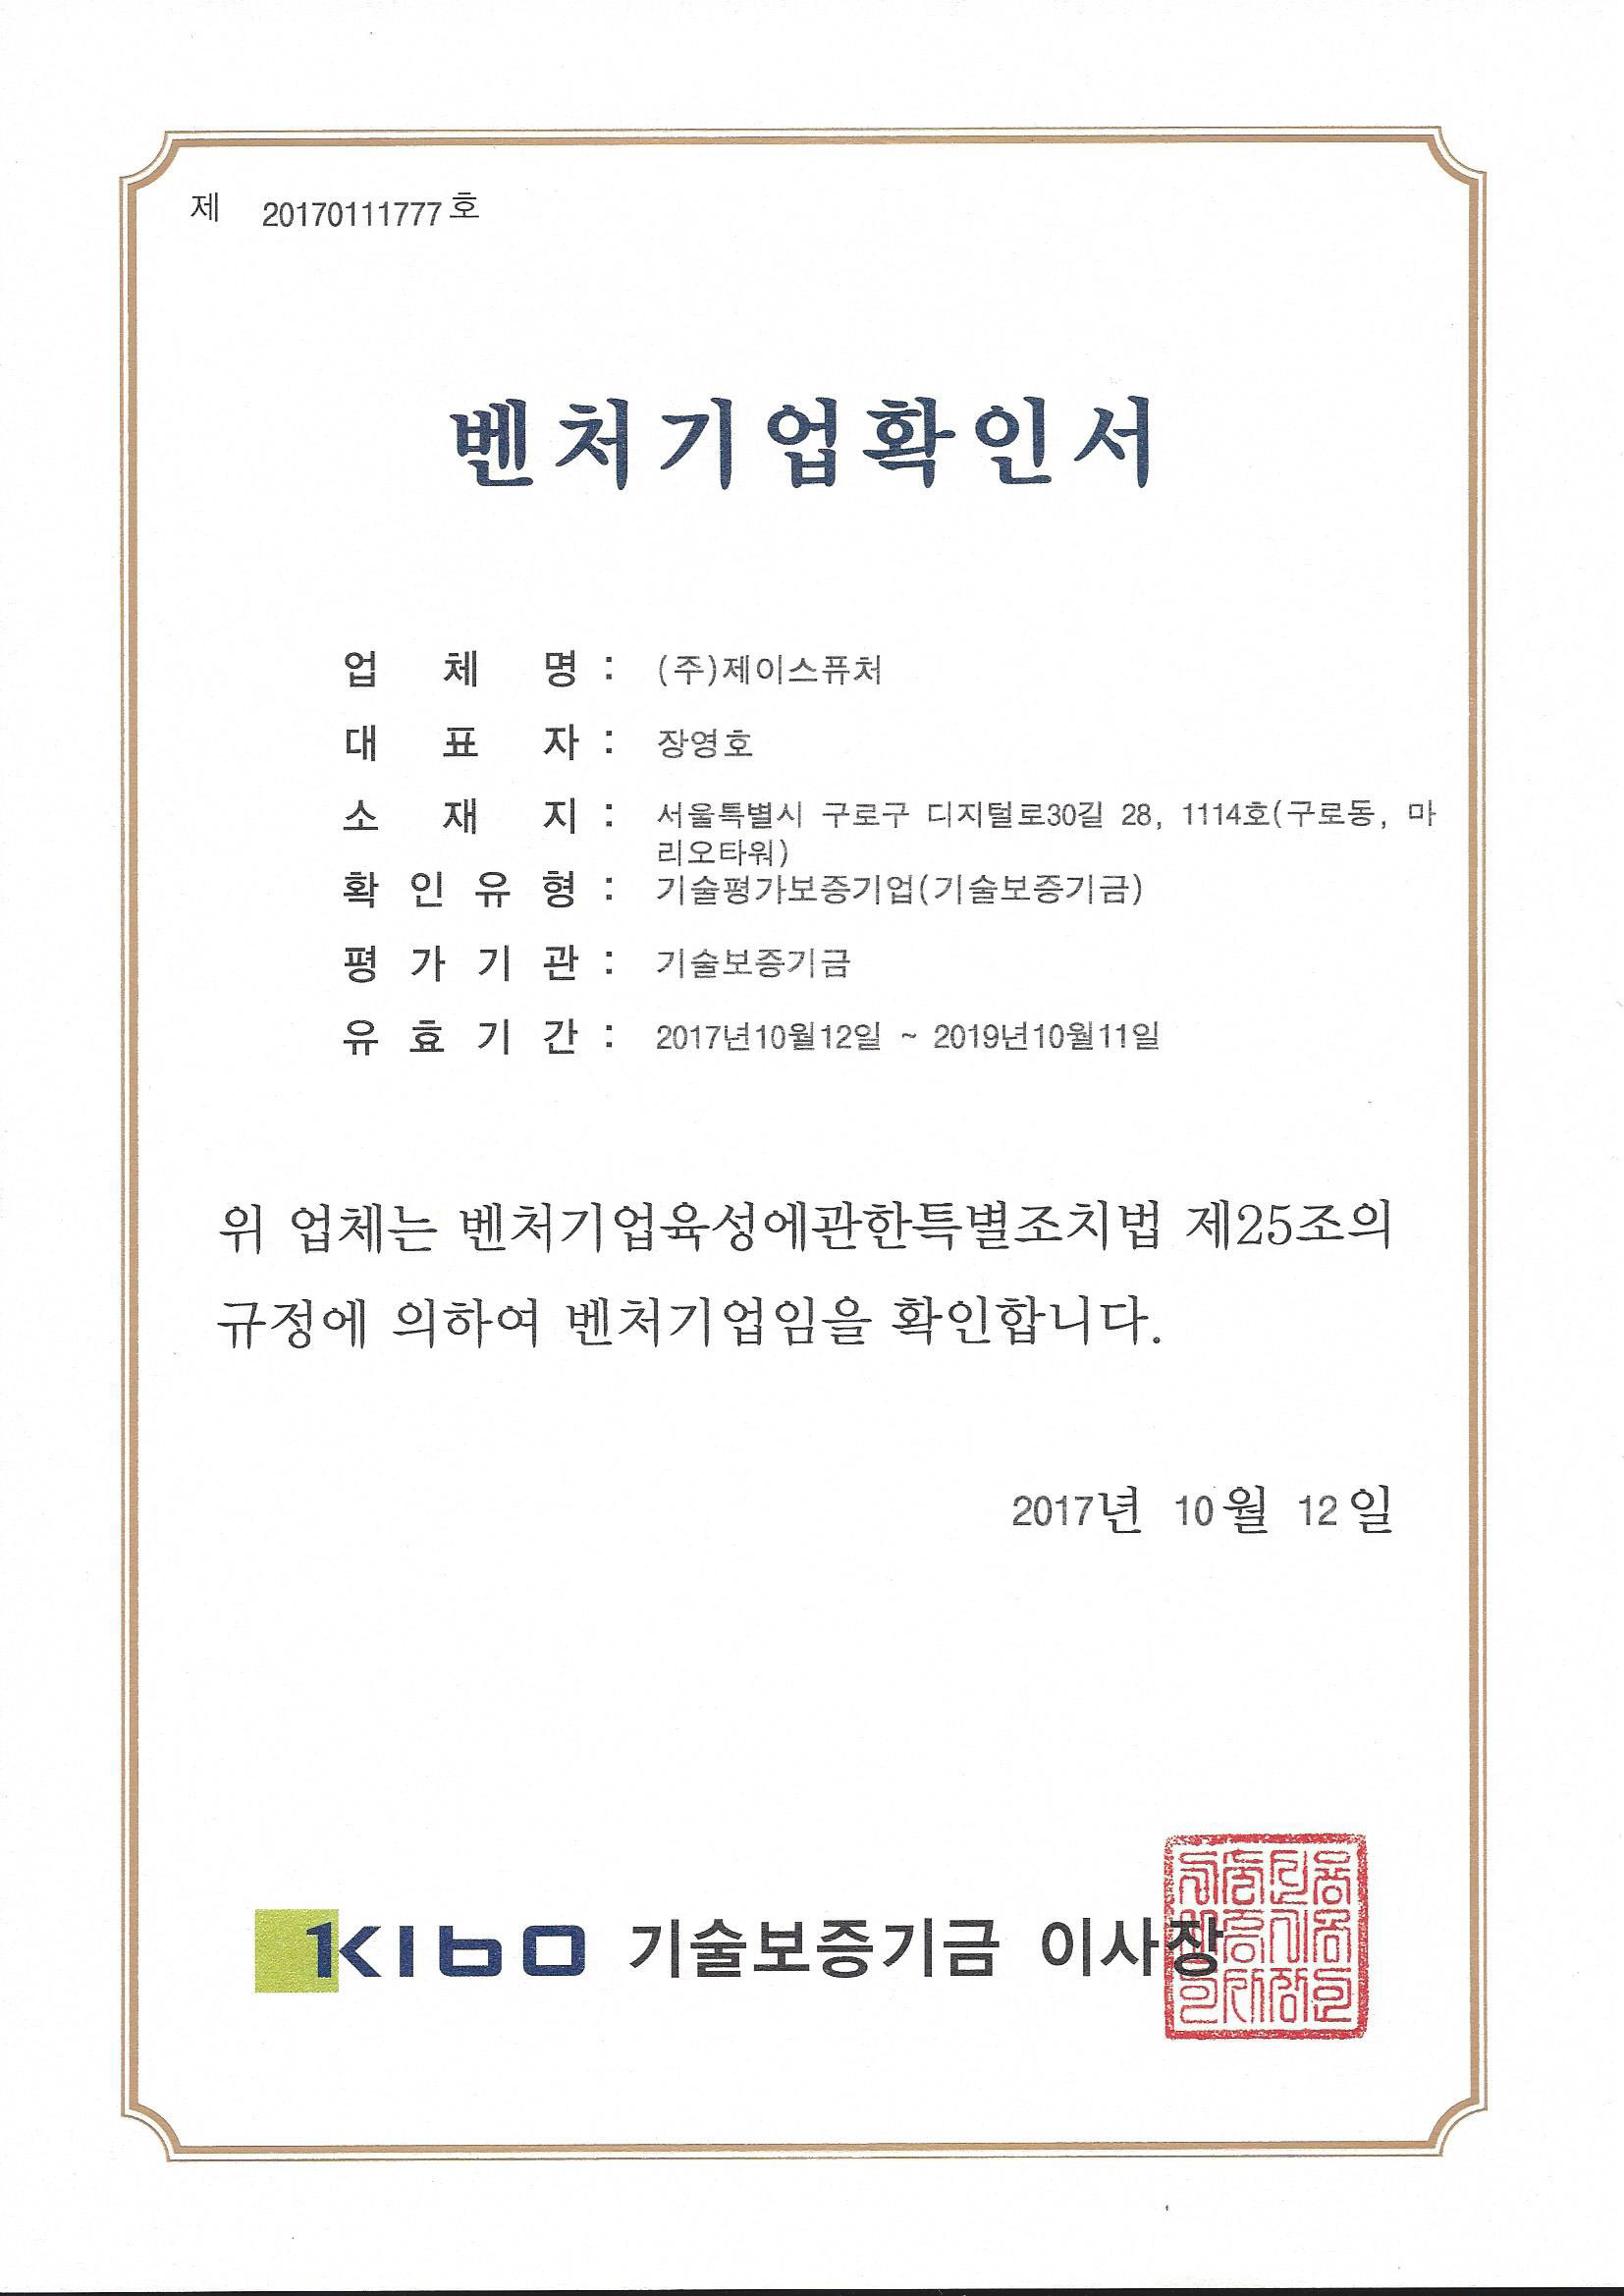 제 20170111777 호
벤처기업확인서
업 체 명 : (주)제이스퓨처
대 표 자 : 장영호
소 재 지 : 서울특별시 구로구 디지털로30길 28, 1114호(구로동, 마
리오타워)
확 인 유 형 : 기술평가보증기업(기술보증기금)
평 가 기 관 : 기술보증기금
유 효 기 간 : 2017년10월12일 ~ 2019년10월11일
위 업체는 벤처기업육성에관한특별조치법 제25조의
규정에 의하여 벤처기업임을 확인합니다.
2017년 10월 12일
KIBO 기술보증기금 이사장